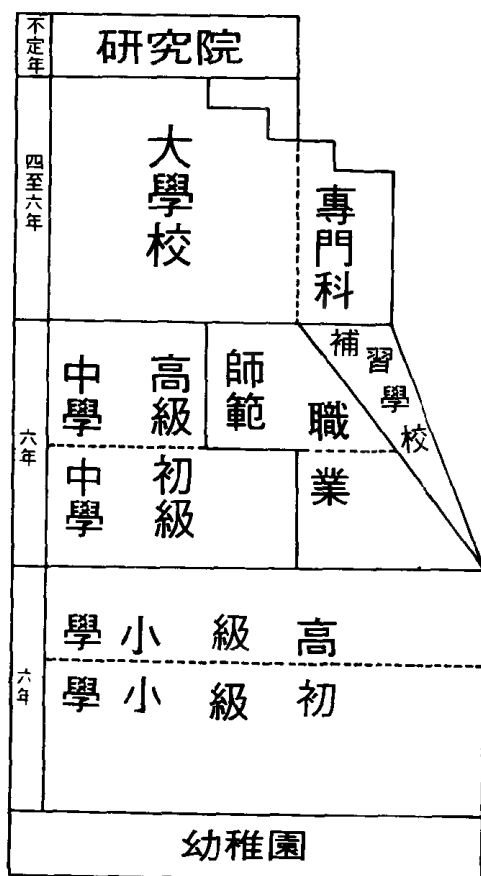 不定年
研究院
四至六年
大學校
專門科
六年
高級中學
師範
職業
補習學校
初級中學
六年
高級小學
初級小學
幼稚園